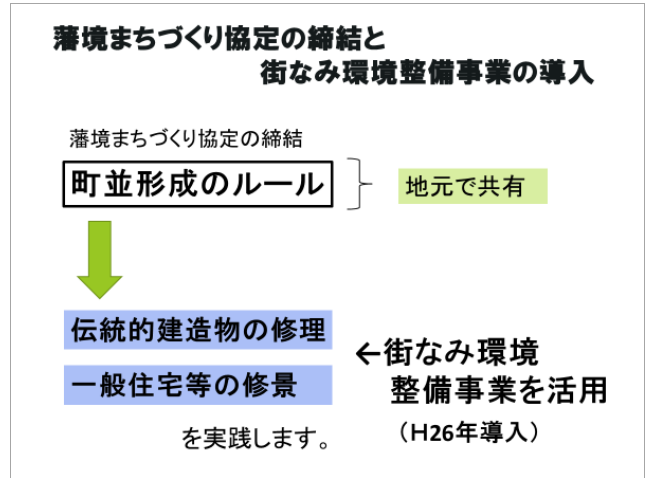 藩境まちづくり協定の締結と
街なみ環境整備事業の導入
藩境まちづくり協定の締結
町並形成のルール
地元で共有
伝統的建造物の修理
一般住宅等の修景
を実践します。
←街なみ環境
整備事業を活用
（H26年導入）